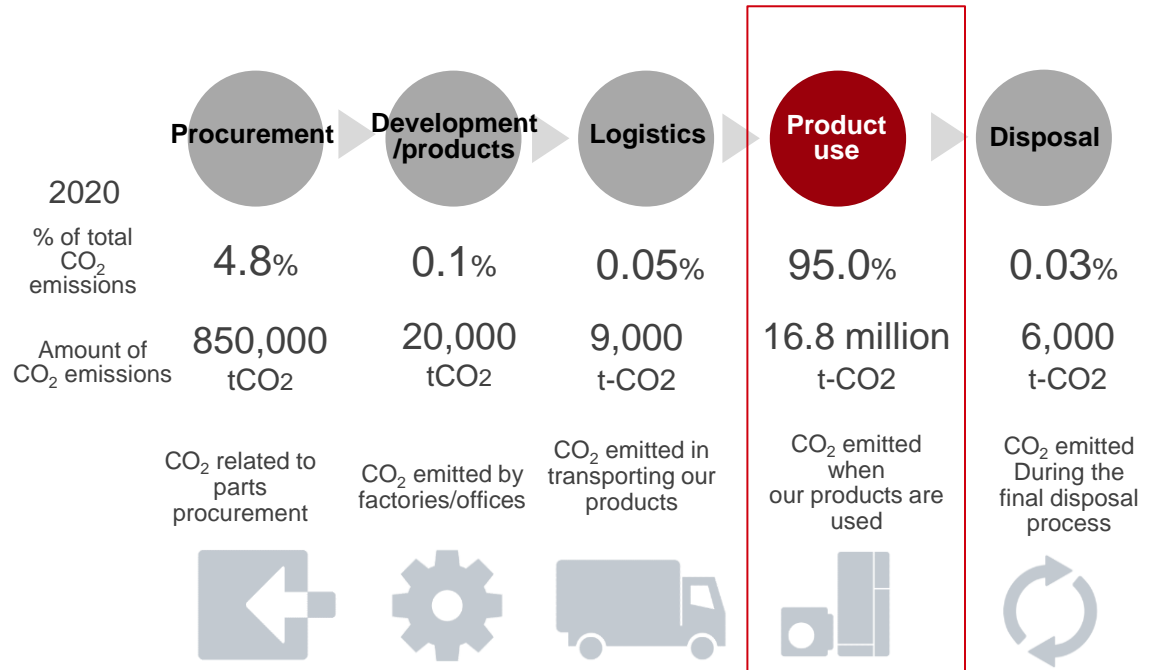 Procurement
Development
/products
Logistics
Product
use
Disposal
2020
% of total
CO₂
emissions
4.8%
0.1%
0.05%
95.0%
0.03%
Amount of
CO₂ emissions
850,000
tCO2
20,000
tCO2
9,000
t-CO2
16.8 million
t-CO2
6,000
t-CO2
CO₂ related to
parts
procurement
CO₂ emitted by
factories/offices
CO₂ emitted in
transporting our
products
CO₂ emitted
when
our products are
used
CO₂ emitted
During the
final disposal
process